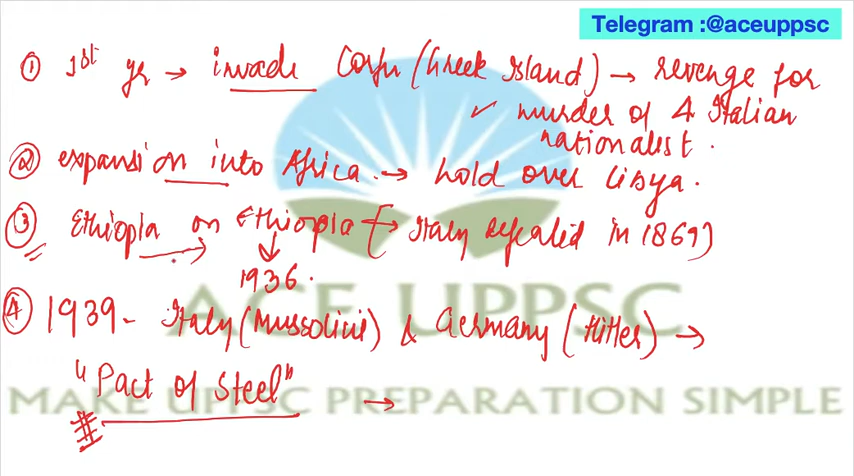 Telegram :@aceuppsc
① 1st yr → invade Corfu (Greek Island) → revenge for
✓ murder of 4 Italian
nationalist.
② expansion into Africa. → hold over Libya.
③ Ethiopia on Ethiopia (→ Italy defeated in 1869)
↓
1936.
④ 1939 - Italy (Mussolini) & Germany (Hitler) →
"Pact of Steel" →
#
ACE UPPSC
MAKE UPPSC PREPARATION SIMPLE